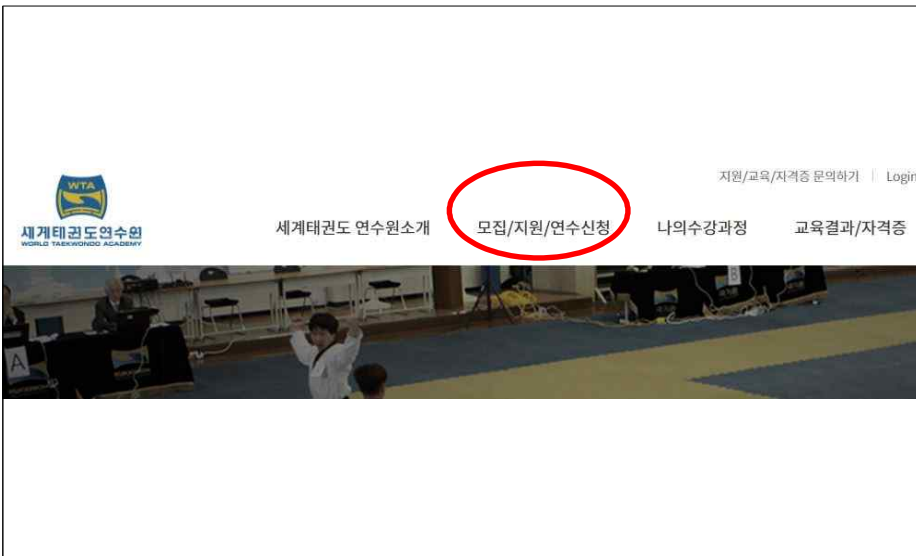 지원/교육/자격증 문의하기 | Login
WTA
세계태권도연수원
WORLD TAEKWONDO ACADEMY
세계태권도 연수원소개 모집/지원/연수신청 나의수강과정 교육결과/자격증
A
B